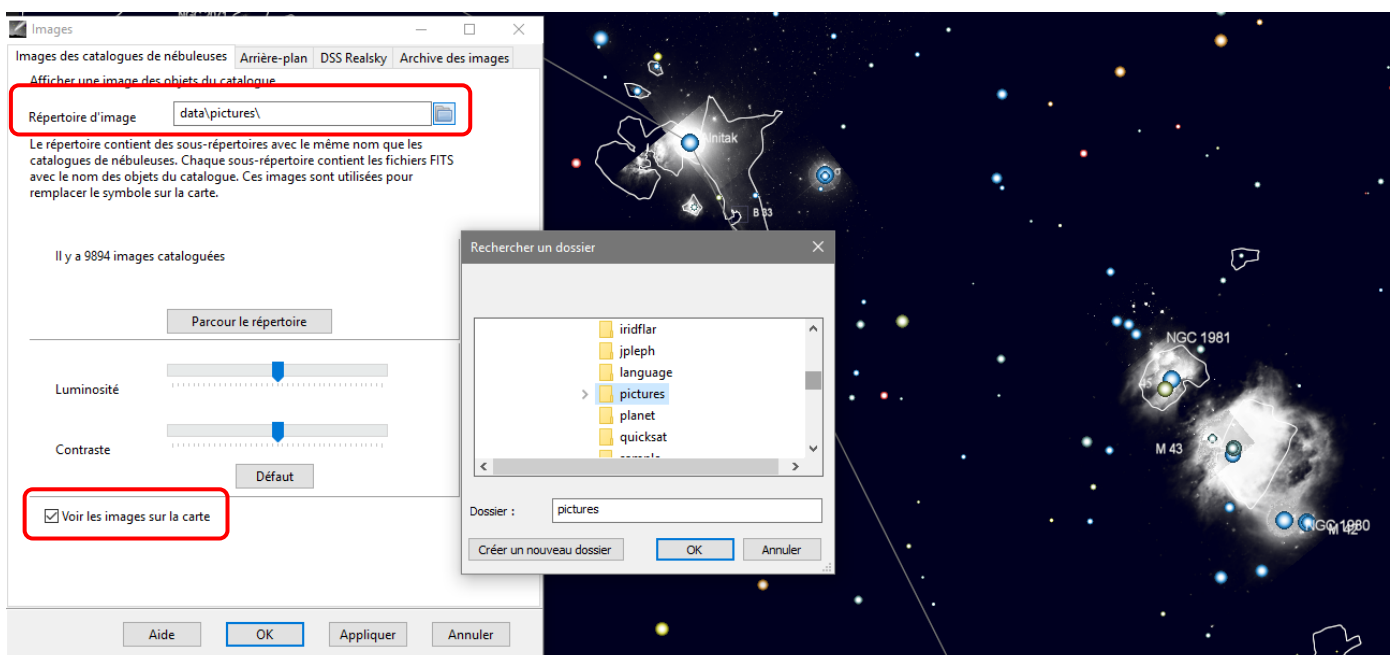 Images
Images des catalogues de nébuleuses
Arrière-plan
DSS Realsky
Archive des images
Afficher une image des objets du catalogue
Répertoire d'image
data\pictures\
Le répertoire contient des sous-répertoires avec le même nom que les
catalogues de nébuleuses. Chaque sous-répertoire contient les fichiers FITS
avec le nom des objets du catalogue. Ces images sont utilisées pour
remplacer le symbole sur la carte.
Il y a 9894 images cataloguées
Parcour le répertoire
Luminosité
Contraste
Défaut
Voir les images sur la carte
Aide
OK
Appliquer
Annuler
Rechercher un dossier
iridflar
jpleph
language
pictures
planet
quicksat
Dossier :
pictures
Créer un nouveau dossier
OK
Annuler
Alnitak
σ
B 33
NGC 1981
M 43
NGC 1980
M 42